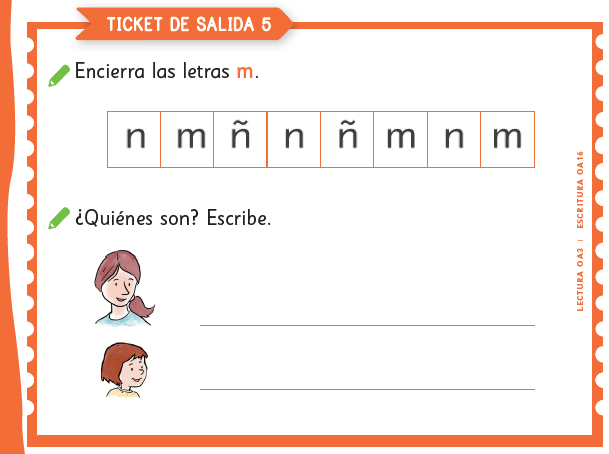 TICKET DE SALIDA 5
Encierra las letras m.
n m ñ n ñ m n m
¿Quiénes son? Escribe.
LECTURA OA3 | ESCRITURA OA16